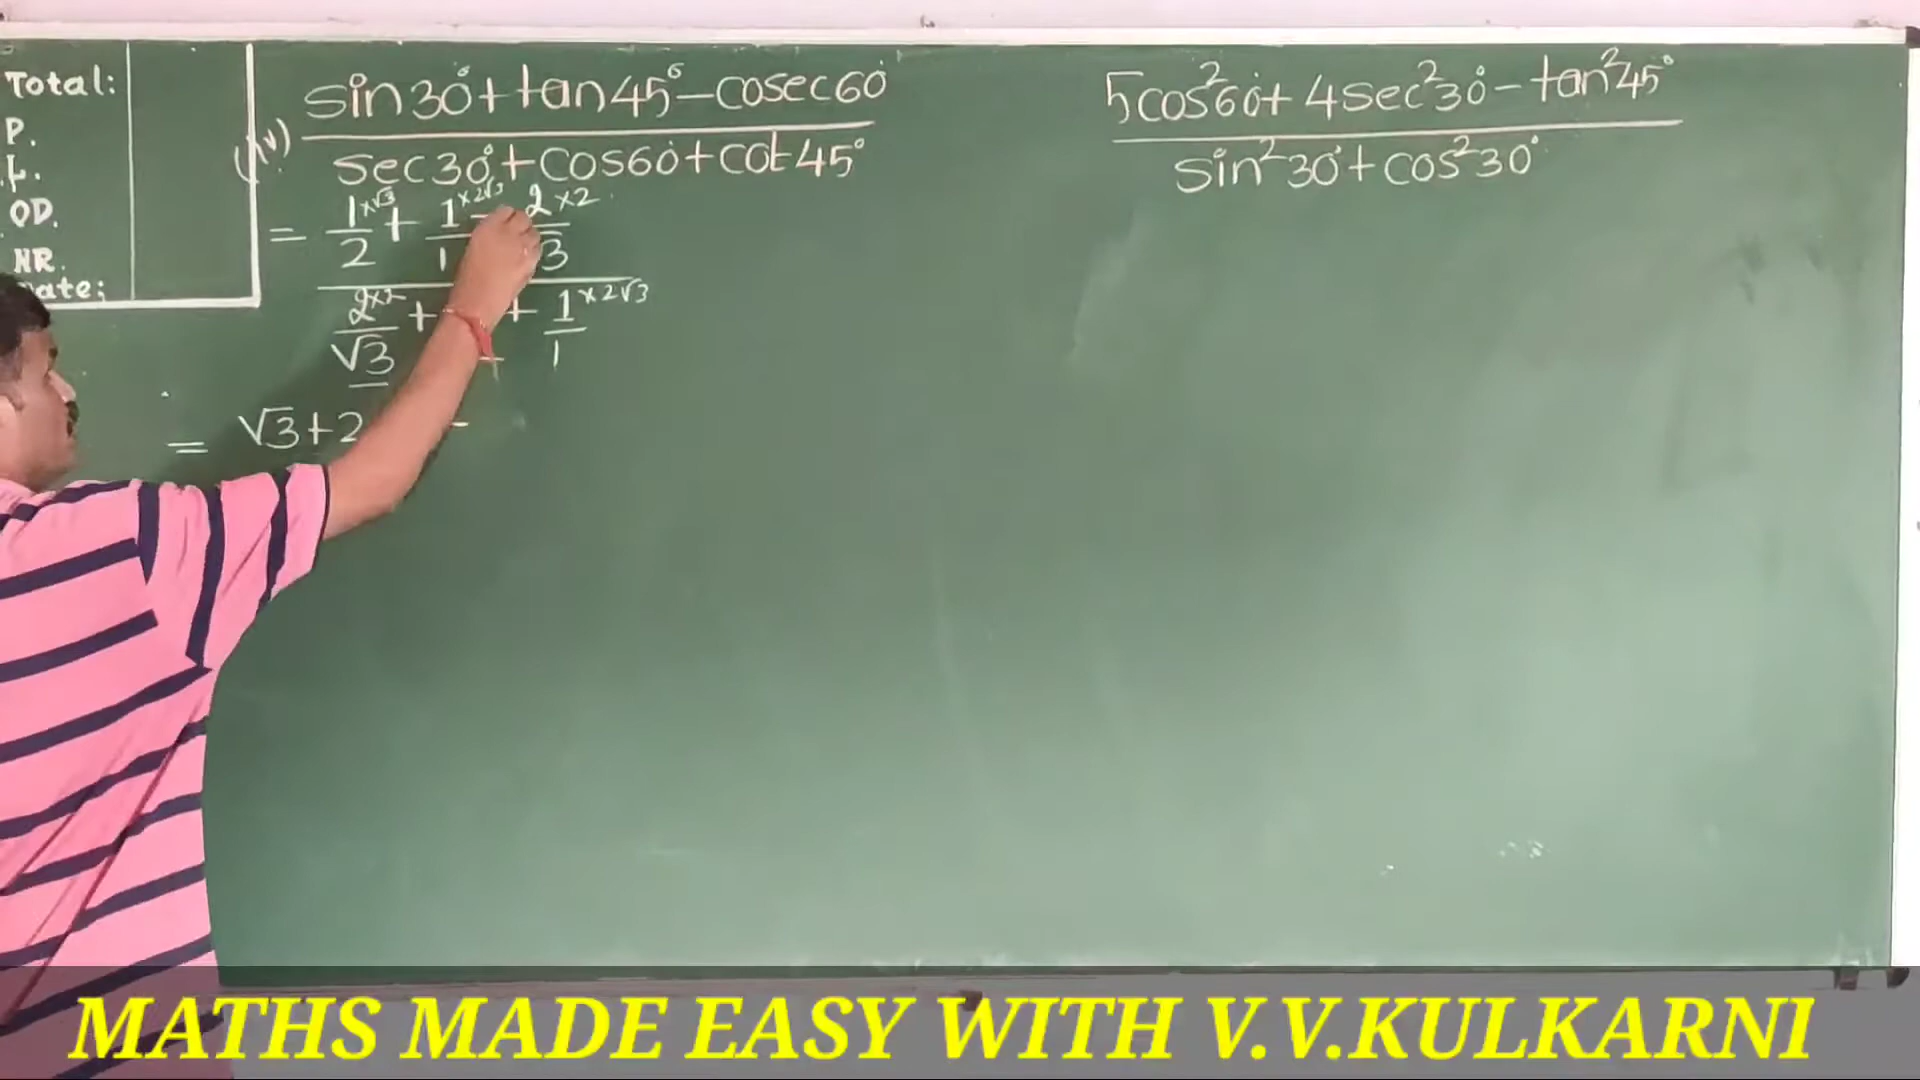 Total:
P.
L.
OD.
NR.
ate:
(iv) sin30°+tan45°-cosec60°
sec30°+cos60°+cot45°
= 1×√3 + 1×2√3 - 2×2
2 1 3
2×2 + + 1×2√3
√3 1
= √3+2 -
5cos²60°+4sec²30°-tan²45°
sin²30°+cos²30°
MATHS MADE EASY WITH V.V.KULKARNI